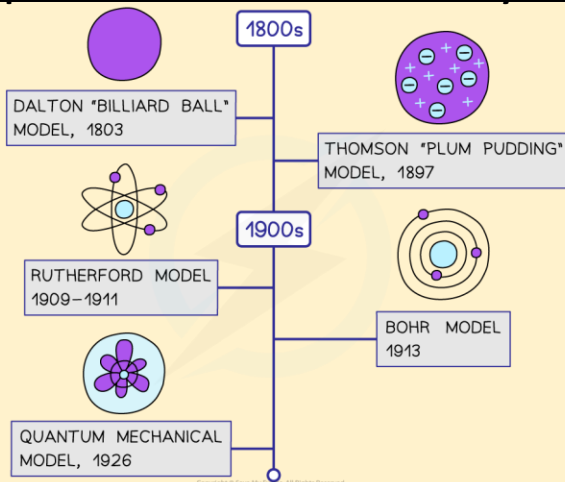 1800s
DALTON "BILLIARD BALL"
MODEL, 1803
THOMSON "PLUM PUDDING"
MODEL, 1897
1900s
RUTHERFORD MODEL
1909–1911
BOHR MODEL
1913
QUANTUM MECHANICAL
MODEL, 1926